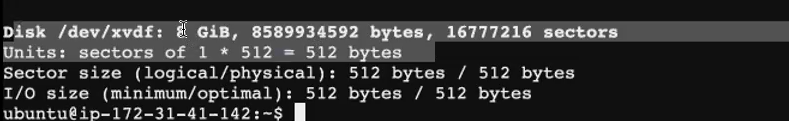 Disk /dev/xvdf: 8 GiB, 8589934592 bytes, 16777216 sectors
Units: sectors of 1 * 512 = 512 bytes
Sector size (logical/physical): 512 bytes / 512 bytes
I/O size (minimum/optimal): 512 bytes / 512 bytes
ubuntu@ip-172-31-41-142:~$